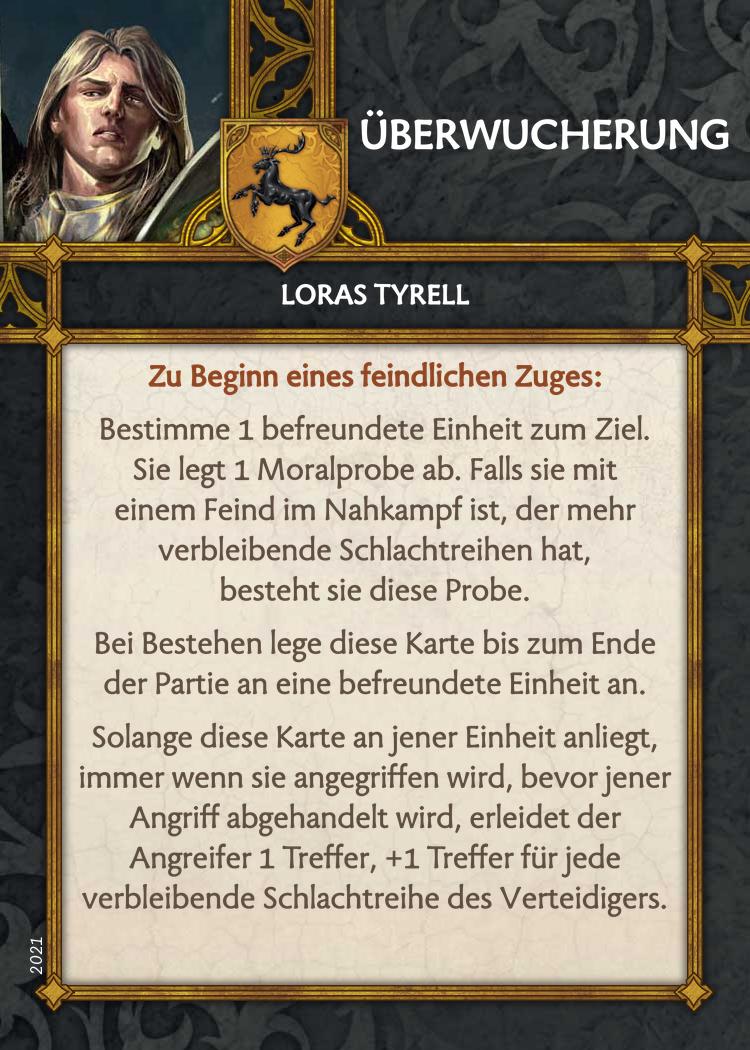 ÜBERWUCHERUNG
LORAS TYRELL
Zu Beginn eines feindlichen Zuges:
Bestimme 1 befreundete Einheit zum Ziel.
Sie legt 1 Moralprobe ab. Falls sie mit
einem Feind im Nahkampf ist, der mehr
verbleibende Schlachtreihen hat,
besteht sie diese Probe.
Bei Bestehen lege diese Karte bis zum Ende
der Partie an eine befreundete Einheit an.
Solange diese Karte an jener Einheit anliegt,
immer wenn sie angegriffen wird, bevor jener
Angriff abgehandelt wird, erleidet der
Angreifer 1 Treffer, +1 Treffer für jede
verbleibende Schlachtreihe des Verteidigers.
2021